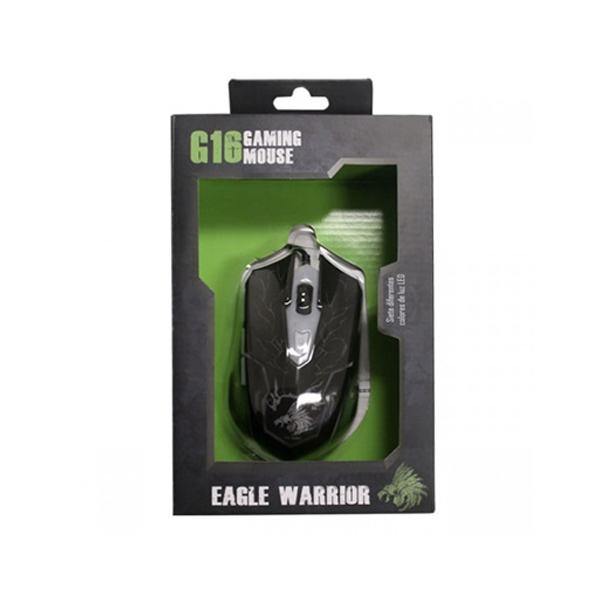 G16 GAMING
MOUSE
Siete diferentes
colores de luz LED
EAGLE WARRIOR